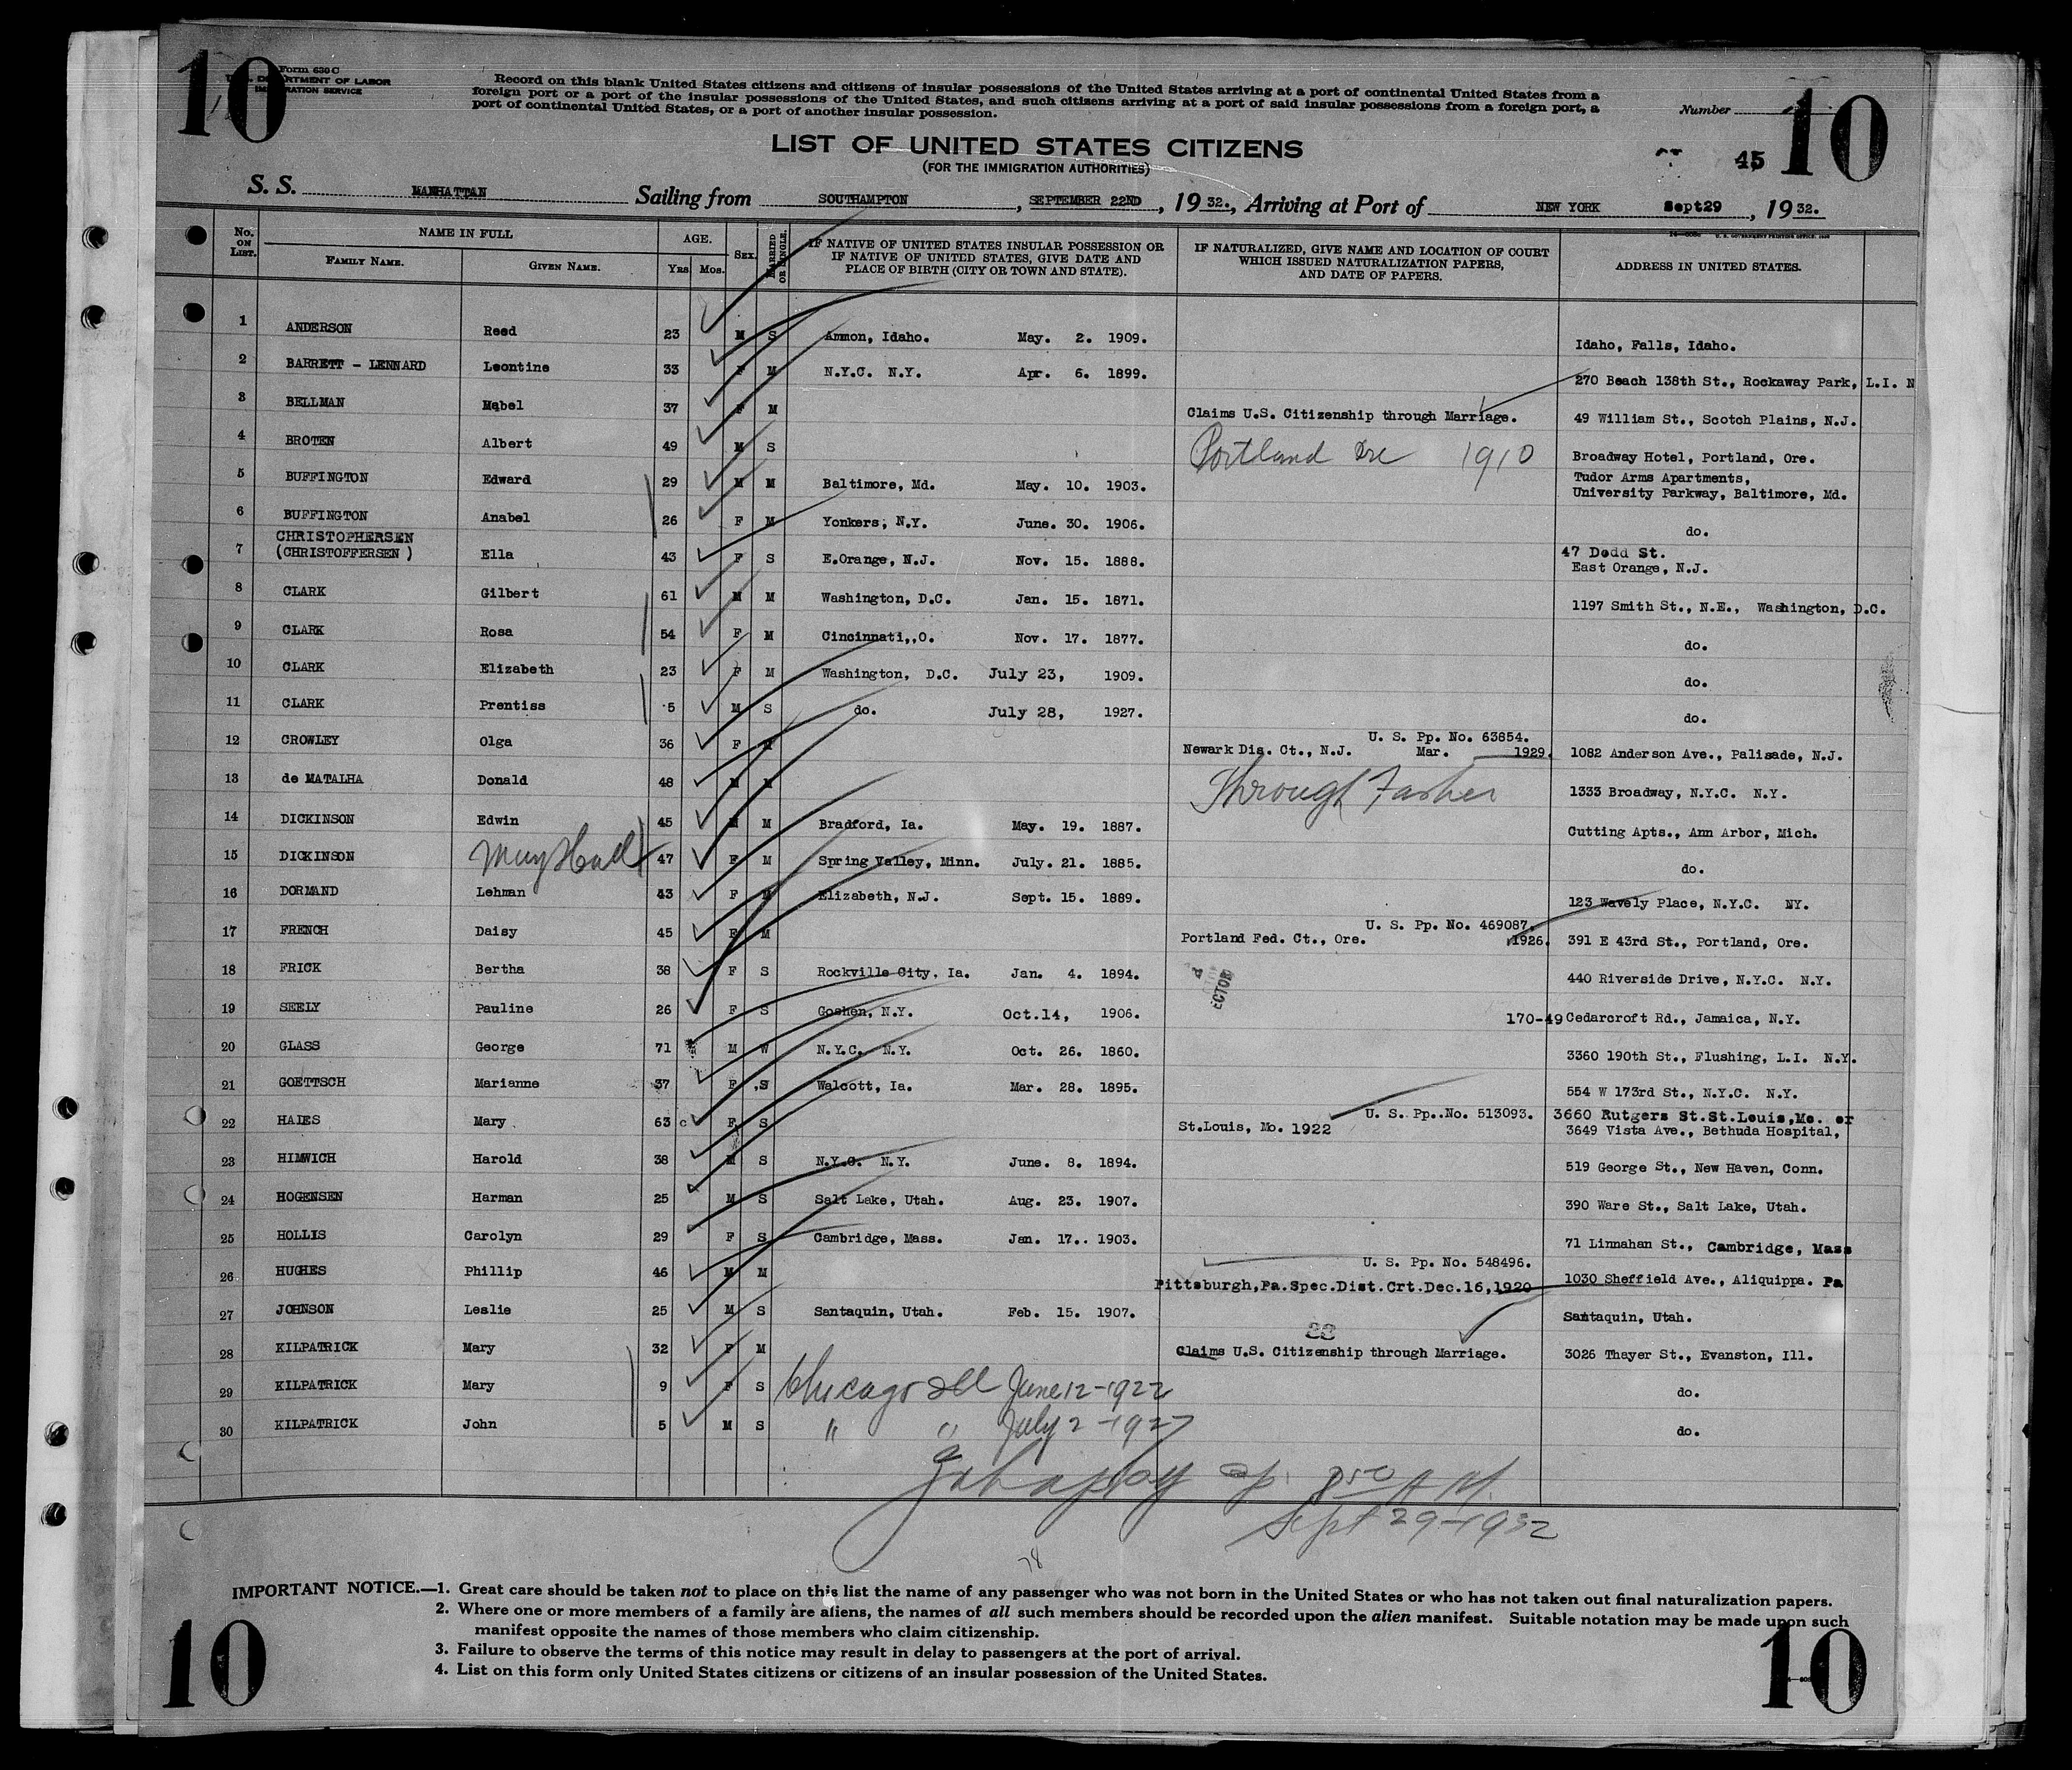 10
Form 630 C
U.S. DEPARTMENT OF LABOR
IMMIGRATION SERVICE
Record on this blank United States citizens and citizens of insular possessions of the United States arriving at a port of continental United States from a
foreign port or a port of the insular possessions of the United States, and such citizens arriving at a port of said insular possessions from a foreign port, a
port of continental United States, or a port of another insular possession.
Number
10
LIST OF UNITED STATES CITIZENS
(FOR THE IMMIGRATION AUTHORITIES)
45
S. S. MANHATTAN Sailing from SOUTHAMPTON, SEPTEMBER 22ND, 1932., Arriving at Port of NEW YORK Sept29, 1932.
No. ON LIST. NAME IN FULL FAMILY NAME. GIVEN NAME. AGE. Yrs Mos. SEX. MARRIED OR SINGLE. IF NATIVE OF UNITED STATES INSULAR POSSESSION OR IF NATIVE OF UNITED STATES, GIVE DATE AND PLACE OF BIRTH (CITY OR TOWN AND STATE). IF NATURALIZED, GIVE NAME AND LOCATION OF COURT WHICH ISSUED NATURALIZATION PAPERS, AND DATE OF PAPERS. ADDRESS IN UNITED STATES.
1 ANDERSON Reed 23 M S Ammon, Idaho. May. 2. 1909. Idaho, Falls, Idaho.
2 BARRETT - LENNARD Leontine 33 F M N.Y.C. N.Y. Apr. 6. 1899. 270 Beach 138th St., Rockaway Park, L.I. N
3 BELLMAN Mabel 37 F M Claims U.S. Citizenship through Marriage. 49 William St., Scotch Plains, N.J.
4 BROTEN Albert 49 M S Portland Ore 1910 Broadway Hotel, Portland, Ore.
5 BUFFINGTON Edward 29 M M Baltimore, Md. May. 10. 1903. Tudor Arms Apartments,
University Parkway, Baltimore, Md.
6 BUFFINGTON Anabel 26 F M Yonkers, N.Y. June. 30. 1906. do.
CHRISTOPHERSEN
7 (CHRISTOFFERSEN ) Ella 43 F S E.Orange, N.J. Nov. 15. 1888. 47 Dodd St.
East Orange, N.J.
8 CLARK Gilbert 61 M M Washington, D.C. Jan. 15. 1871. 1197 Smith St., N.E., Washington, D.C.
9 CLARK Rosa 54 F M Cincinnati,,O. Nov. 17. 1877. do.
10 CLARK Elizabeth 23 F M Washington, D.C. July 23, 1909. do.
11 CLARK Prentiss 5 M S do. July 28, 1927. do.
12 CROWLEY Olga 36 F M U. S. Pp. No. 63854.
Newark Dis. Ct., N.J. Mar. 1929. 1082 Anderson Ave., Palisade, N.J.
13 de MATALHA Donald 48 M M Through Father 1333 Broadway, N.Y.C. N.Y.
14 DICKINSON Edwin 45 M M Bradford, Ia. May. 19. 1887. Cutting Apts., Ann Arbor, Mich.
15 DICKINSON 47 F M Spring Valley, Minn. July. 21. 1885. do.
16 DORMAND Lehman 43 F M Elizabeth, N.J. Sept. 15. 1889. 123 Wavely Place, N.Y.C. NY.
17 FRENCH Daisy 45 F M U. S. Pp. No. 469087.
Portland Fed. Ct., Ore. 1926. 391 E 43rd St., Portland, Ore.
18 FRICK Bertha 38 F S Rockville City, Ia. Jan. 4. 1894. 440 Riverside Drive, N.Y.C. N.Y.
19 SEELY Pauline 26 F S Goshen, N.Y. Oct.14, 1906. 170-49 Cedarcroft Rd., Jamaica, N.Y.
20 GLASS George 71 M W N.Y.C. N.Y. Oct. 26. 1860. 3360 190th St., Flushing, L.I. N.Y.
21 GOETTSCH Marianne 37 F S Walcott, Ia. Mar. 28. 1895. 554 W 173rd St., N.Y.C. N.Y.
22 Mary 63 F S U. S. Pp. No. 513093. 3660 Rutgers St.St.Louis,Mo. or
St.Louis, Mo. 1922 3649 Vista Ave., Bethuda Hospital,
23 HIMWICH Harold 38 M S N.Y.C. N.Y. June. 8. 1894. 519 George St., New Haven, Conn.
24 HOGENSEN Harman 25 M S Salt Lake, Utah. Aug. 23. 1907. 390 Ware St., Salt Lake, Utah.
25 HOLLIS Carolyn 29 F S Cambridge, Mass. Jan. 17.. 1903. 71 Linnahan St., Cambridge, Mass
26 HUGHES Phillip 46 M M U. S. Pp. No. 548496.
Pittsburgh,Pa.Spec.Dist.Crt.Dec.16,1920 1030 Sheffield Ave., Aliquippa. Pa
27 JOHNSON Leslie 25 M S Santaquin, Utah. Feb. 15. 1907. Santaquin, Utah.
28 KILPATRICK Mary 32 F M Claims U.S. Citizenship through Marriage. 3026 Thayer St., Evanston, Ill.
29 KILPATRICK Mary 9 F S Chicago Ill June 12-1922 do.
30 KILPATRICK John 5 M S " " July 2 -1927 do.
Sept 29-1932
78
IMPORTANT NOTICE.—1. Great care should be taken not to place on this list the name of any passenger who was not born in the United States or who has not taken out final naturalization papers.
2. Where one or more members of a family are aliens, the names of all such members should be recorded upon the alien manifest. Suitable notation may be made upon such
manifest opposite the names of those members who claim citizenship.
3. Failure to observe the terms of this notice may result in delay to passengers at the port of arrival.
4. List on this form only United States citizens or citizens of an insular possession of the United States.
10
10